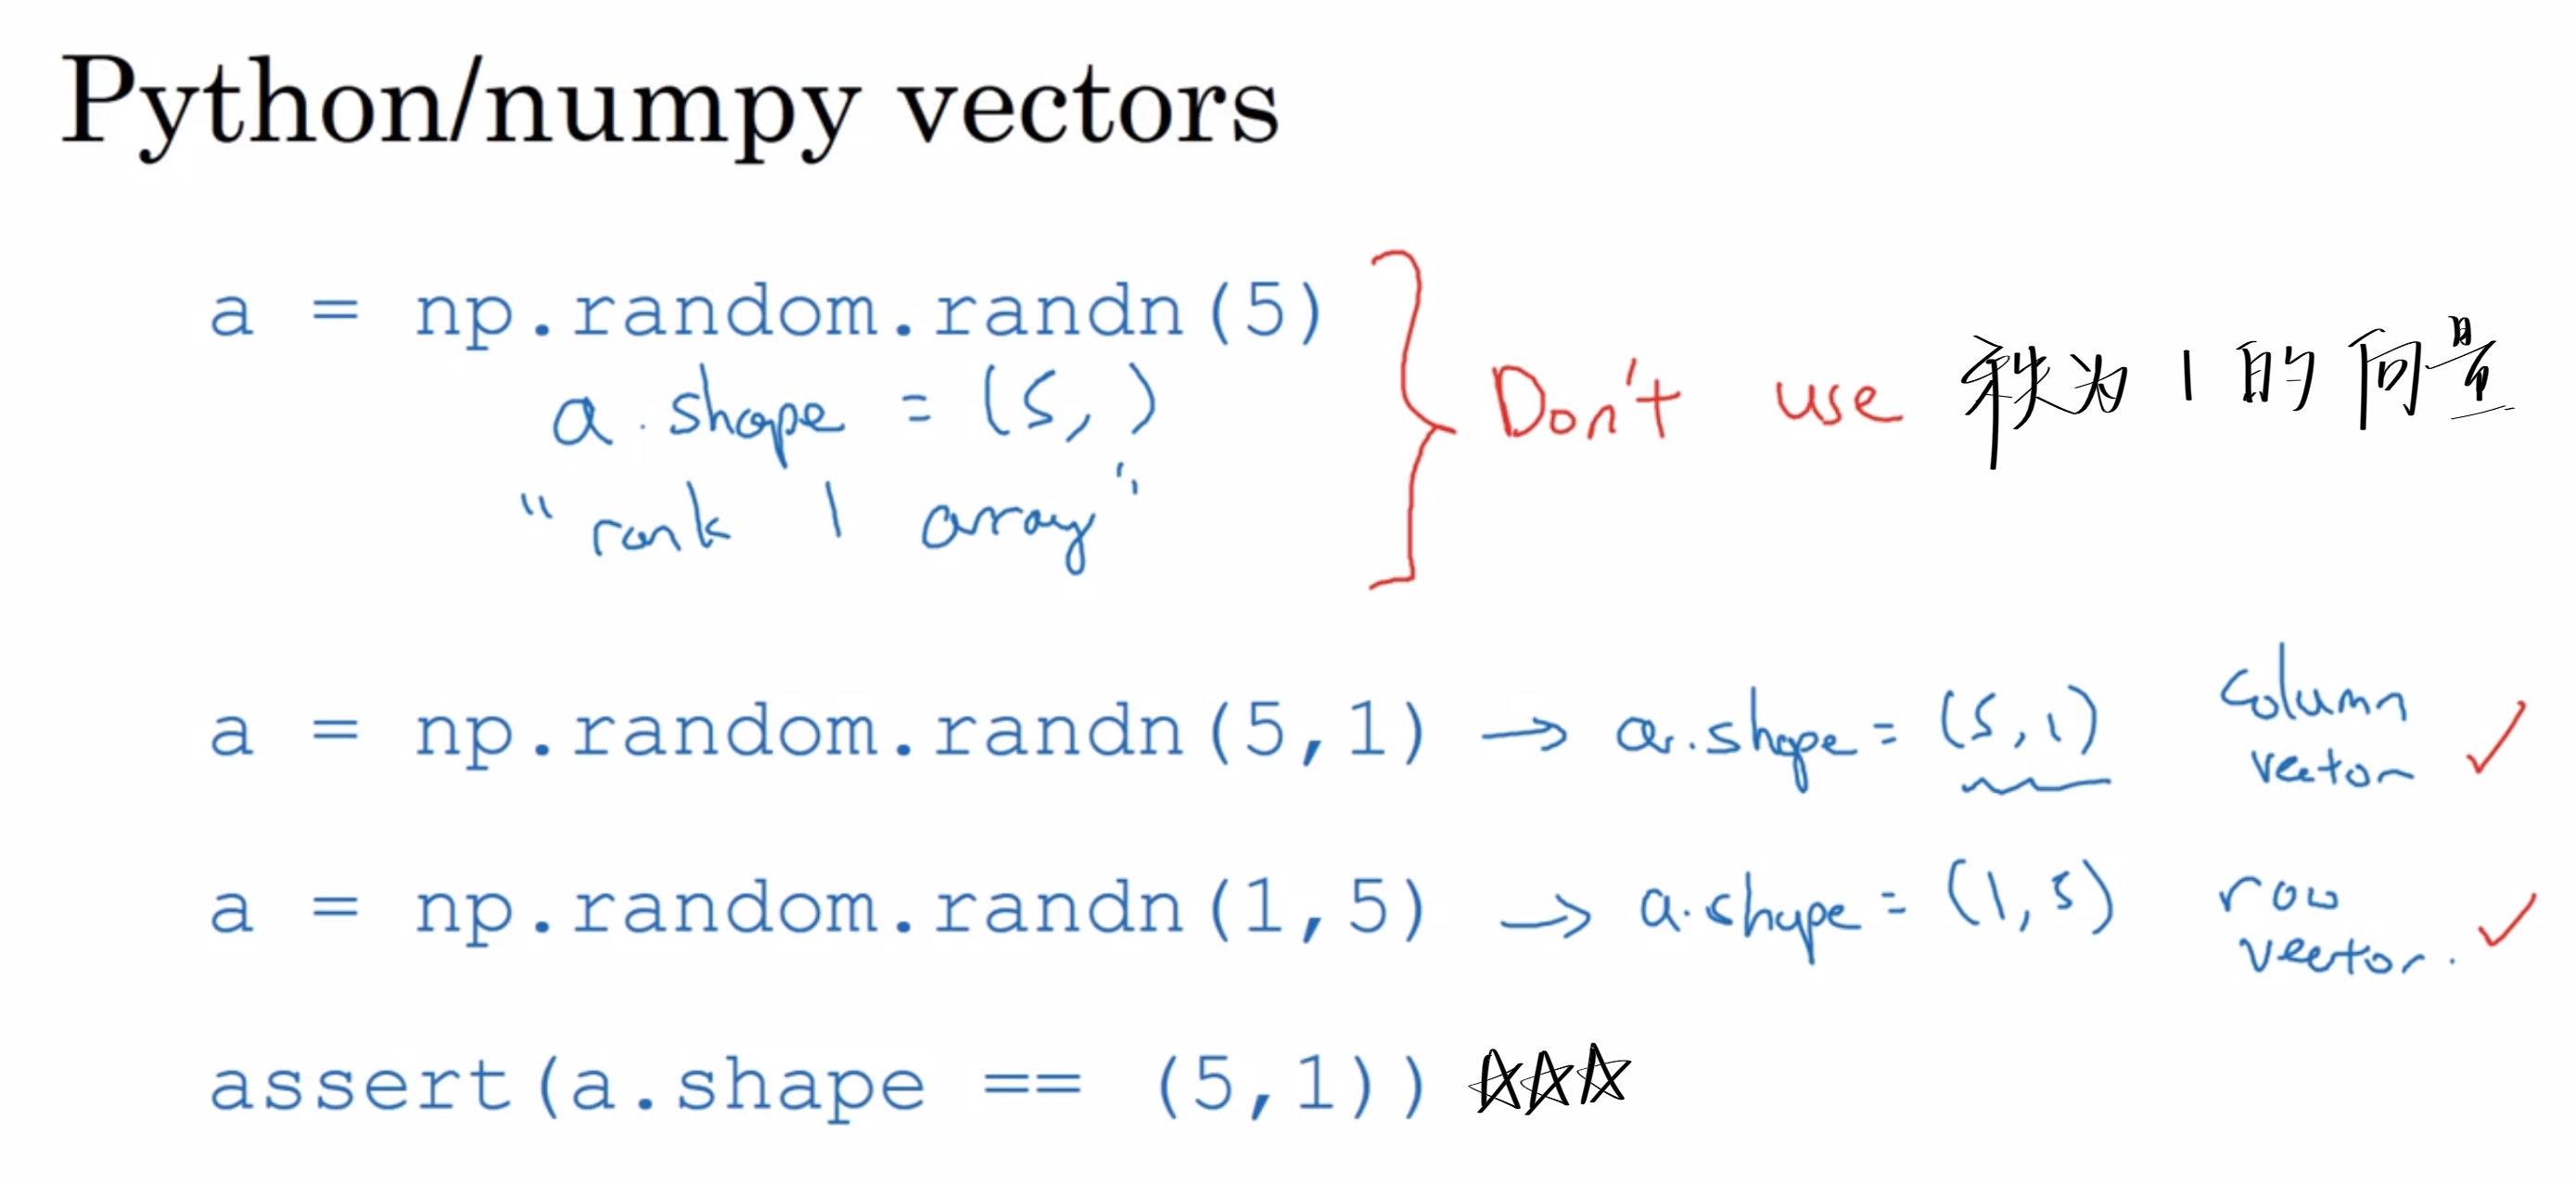 Python/numpy vectors
a = np.random.randn(5)
a.shape = (5, )
"rank 1 array"
Don't use 秩为1的向量
a = np.random.randn(5,1) → a.shape = (5,1) column vector ✓
a = np.random.randn(1,5) → a.shape = (1,5) row vector. ✓
assert(a.shape == (5,1)) ☆☆☆